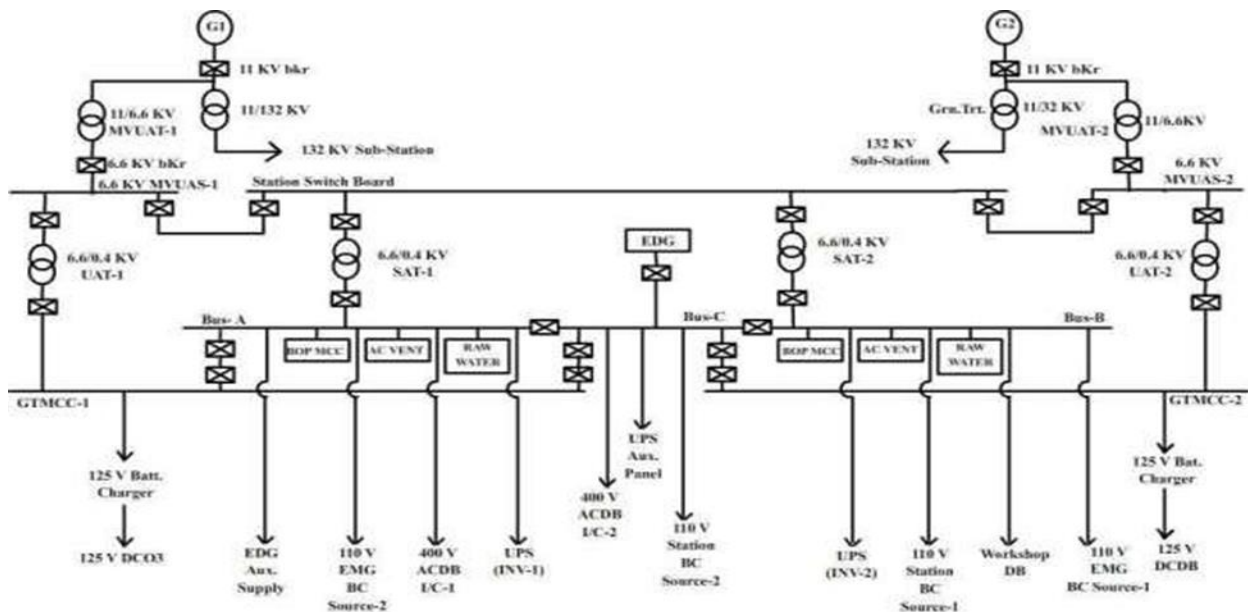 G1
G2
11 KV bkr
11 KV bKr
11/6.6 KV
MVUAT-1
11/132 KV
Grn.Trt.
11/32 KV
MVUAT-2
11/6.6KV
132 KV Sub-Station
132 KV
Sub-Station
6.6 KV bKr
6.6 KV MVUAS-1
Station Switch Board
6.6 KV
MVUAS-2
EDG
6.6/0.4 KV
UAT-1
6.6/0.4 KV
SAT-1
6.6/0.4 KV
SAT-2
6.6/0.4 KV
UAT-2
Bus- A
Bus-C
Bus-B
BOP MCC
AC VENT
RAW
WATER
BOP MCC
AC VENT
RAW
WATER
GTMCC-1
GTMCC-2
125 V Batt.
Charger
125 V DCO3
EDG
Aux.
Supply
110 V
EMG
BC
Source-2
400 V
ACDB
I/C-1
UPS
(INV-1)
400 V
ACDB
I/C-2
UPS
Aux.
Panel
110 V
Station
BC
Source-2
UPS
(INV-2)
110 V
Station
BC
Source-1
Workshop
DB
110 V
EMG
BC Source-1
125 V Bat.
Charger
125 V
DCDB